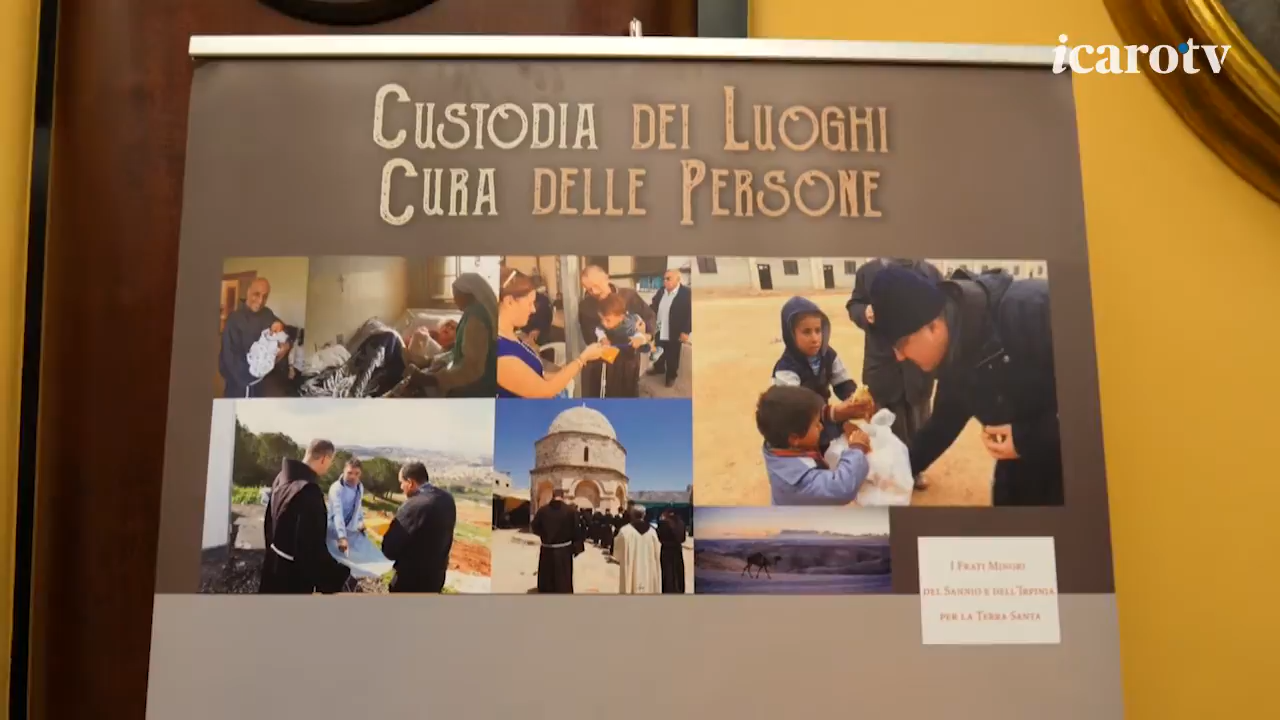 icarotv
Custodia dei Luoghi
Cura delle Persone
I Frati Minori
del Sannio e dell'Irpinia
per la Terra Santa